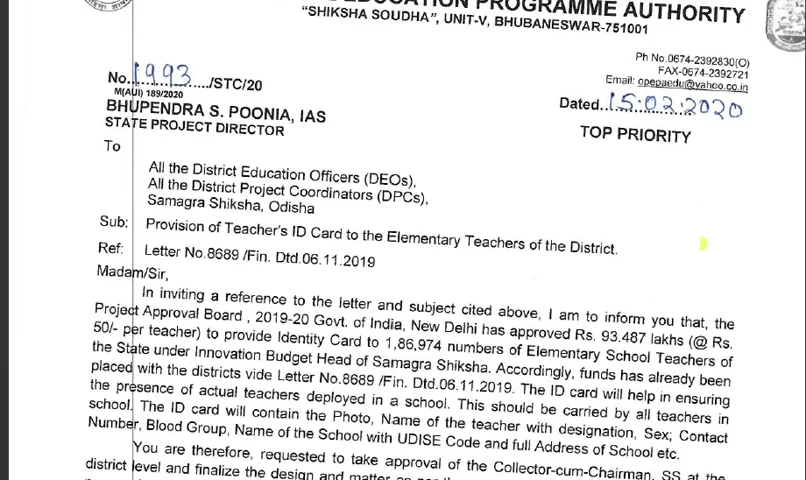 EDUCATION PROGRAMME AUTHORITY
"SHIKSHA SOUDHA", UNIT-V, BHUBANESWAR-751001
Ph No.0674-2392830(O)
FAX-0674-2392721
Email: opepaedu@yahoo.co.in
No. 1993 /STC/20
M(AUI) 189/2020
Dated. 15.02.2020
BHUPENDRA S. POONIA, IAS
STATE PROJECT DIRECTOR
TOP PRIORITY
To
All the District Education Officers (DEOs),
All the District Project Coordinators (DPCs),
Samagra Shiksha, Odisha
Sub: Provision of Teacher's ID Card to the Elementary Teachers of the District.
Ref: Letter No.8689 /Fin. Dtd.06.11.2019
Madam/Sir,
In inviting a reference to the letter and subject cited above, I am to inform you that, the
Project Approval Board , 2019-20 Govt. of India, New Delhi has approved Rs. 93.487 lakhs (@ Rs.
50/- per teacher) to provide Identity Card to 1,86,974 numbers of Elementary School Teachers of
the State under Innovation Budget Head of Samagra Shiksha. Accordingly, funds has already been
placed with the districts vide Letter No.8689 /Fin. Dtd.06.11.2019. The ID card will help in ensuring
the presence of actual teachers deployed in a school. This should be carried by all teachers in
school. The ID card will contain the Photo, Name of the teacher with designation, Sex; Contact
Number, Blood Group, Name of the School with UDISE Code and full Address of School etc.
You are therefore, requested to take approval of the Collector-cum-Chairman, SS at the
district level and finalize the design and matter as per the